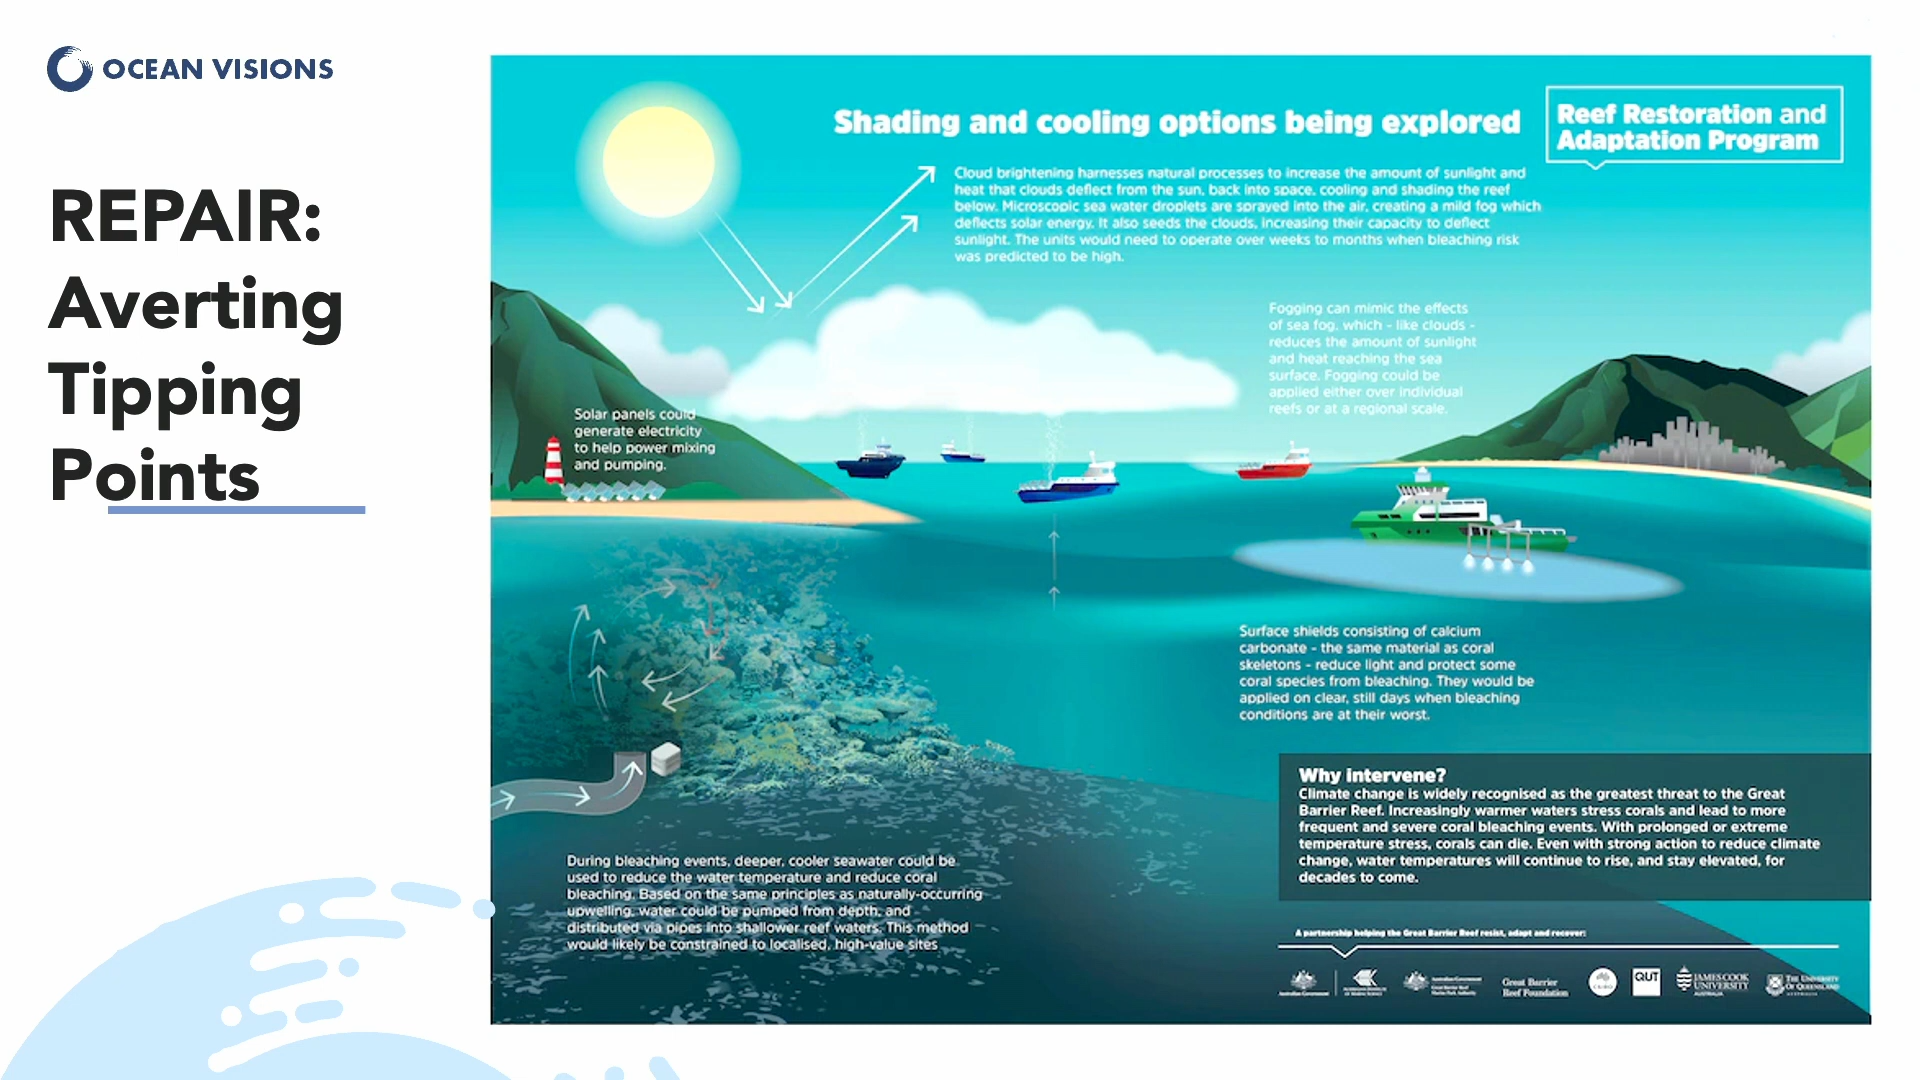 OCEAN VISIONS
REPAIR:
Averting
Tipping
Points
Shading and cooling options being explored
Reef Restoration and
Adaptation Program
Cloud brightening harnesses natural processes to increase the amount of sunlight and
heat that clouds deflect from the sun, back into space, cooling and shading the reef
below. Microscopic sea water droplets are sprayed into the air, creating a mild fog which
deflects solar energy. It also seeds the clouds, increasing their capacity to deflect
sunlight. The units would need to operate over weeks to months when bleaching risk
was predicted to be high.
Fogging can mimic the effects
of sea fog, which - like clouds -
reduces the amount of sunlight
and heat reaching the sea
surface. Fogging could be
applied either over individual
reefs or at a regional scale.
Solar panels could
generate electricity
to help power mixing
and pumping.
Surface shields consisting of calcium
carbonate - the same material as coral
skeletons - reduce light and protect some
coral species from bleaching. They would be
applied on clear, still days when bleaching
conditions are at their worst.
Why intervene?
Climate change is widely recognised as the greatest threat to the Great
Barrier Reef. Increasingly warmer waters stress corals and lead to more
frequent and severe coral bleaching events. With prolonged or extreme
temperature stress, corals can die. Even with strong action to reduce climate
change, water temperatures will continue to rise, and stay elevated, for
decades to come.
During bleaching events, deeper, cooler seawater could be
used to reduce the water temperature and reduce coral
bleaching. Based on the same principles as naturally-occurring
upwelling, water could be pumped from depth, and
distributed via pipes into shallower reef waters. This method
would likely be constrained to localised, high-value sites
A partnership helping the Great Barrier Reef resist, adapt and recover:
Australian Government
Great Barrier
Reef Foundation
QUT
JAMES COOK
UNIVERSITY
AUSTRALIA
THE UNIVERSITY
OF QUEENSLAND